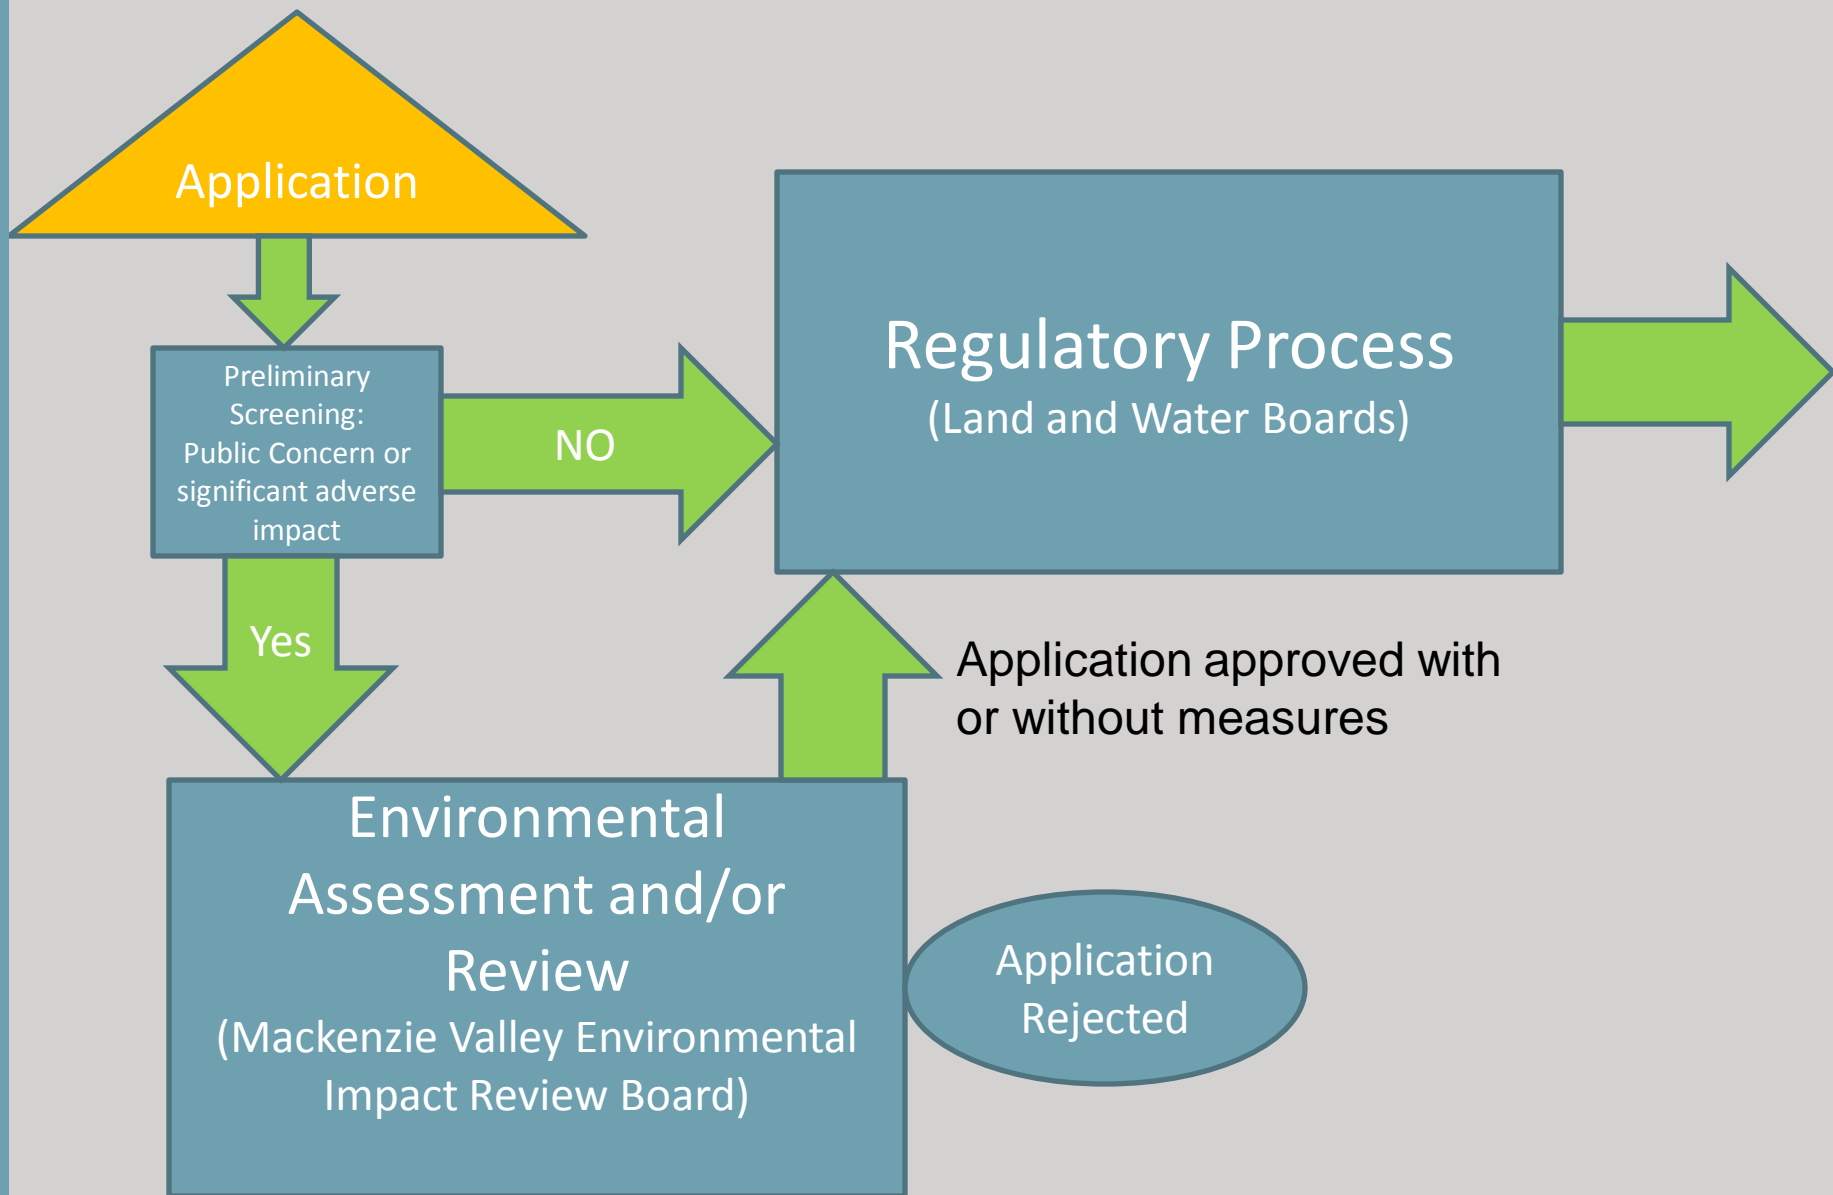 Application
Preliminary
Screening:
Public Concern or
significant adverse
impact
NO
Regulatory Process
(Land and Water Boards)
Yes
Application approved with
or without measures
Environmental
Assessment and/or
Review
(Mackenzie Valley Environmental
Impact Review Board)
Application
Rejected